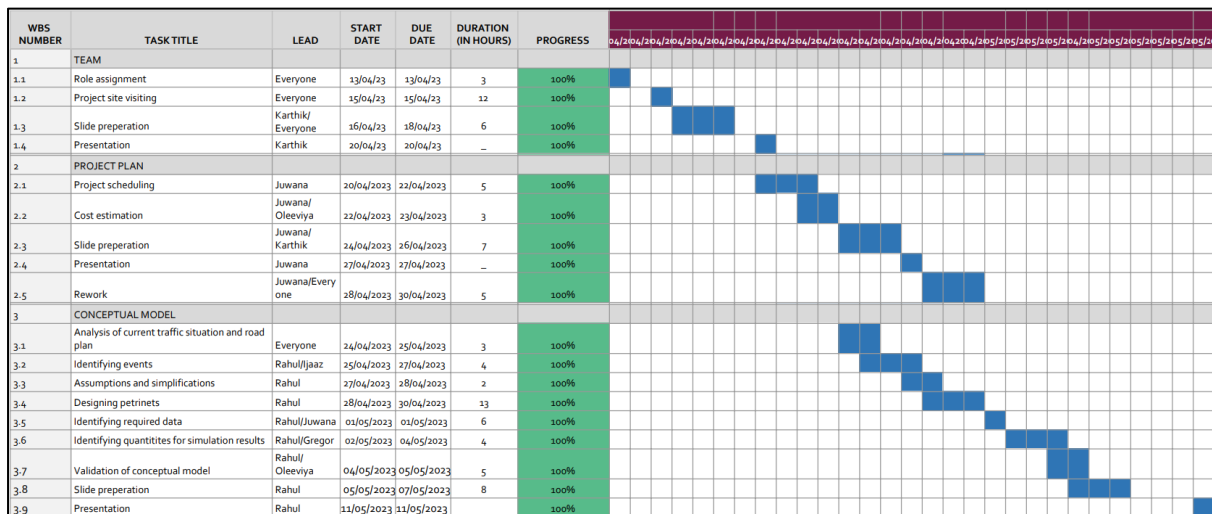 WBS NUMBER TASK TITLE LEAD START DATE DUE DATE DURATION (IN HOURS) PROGRESS
1 TEAM
1.1 Role assignment Everyone 13/04/23 13/04/23 3 100%
1.2 Project site visiting Everyone 15/04/23 15/04/23 12 100%
1.3 Slide preperation Karthik/ Everyone 16/04/23 18/04/23 6 100%
1.4 Presentation Karthik 20/04/23 20/04/23 _ 100%
2 PROJECT PLAN
2.1 Project scheduling Juwana 20/04/2023 22/04/2023 5 100%
2.2 Cost estimation Juwana/ Oleeviya 22/04/2023 23/04/2023 3 100%
2.3 Slide preperation Juwana/ Karthik 24/04/2023 26/04/2023 7 100%
2.4 Presentation Juwana 27/04/2023 27/04/2023 _ 100%
2.5 Rework Juwana/Every one 28/04/2023 30/04/2023 5 100%
3 CONCEPTUAL MODEL
3.1 Analysis of current traffic situation and road plan Everyone 24/04/2023 25/04/2023 3 100%
3.2 Identifying events Rahul/Ijaaz 25/04/2023 27/04/2023 4 100%
3.3 Assumptions and simplifications Rahul 27/04/2023 28/04/2023 2 100%
3.4 Designing petrinets Rahul 28/04/2023 30/04/2023 13 100%
3.5 Identifying required data Rahul/Juwana 01/05/2023 01/05/2023 6 100%
3.6 Identifying quantitites for simulation results Rahul/Gregor 02/05/2023 04/05/2023 4 100%
3.7 Validation of conceptual model Rahul/ Oleeviya 04/05/2023 05/05/2023 5 100%
3.8 Slide preperation Rahul 05/05/2023 07/05/2023 8 100%
3.9 Presentation Rahul 11/05/2023 11/05/2023 100%